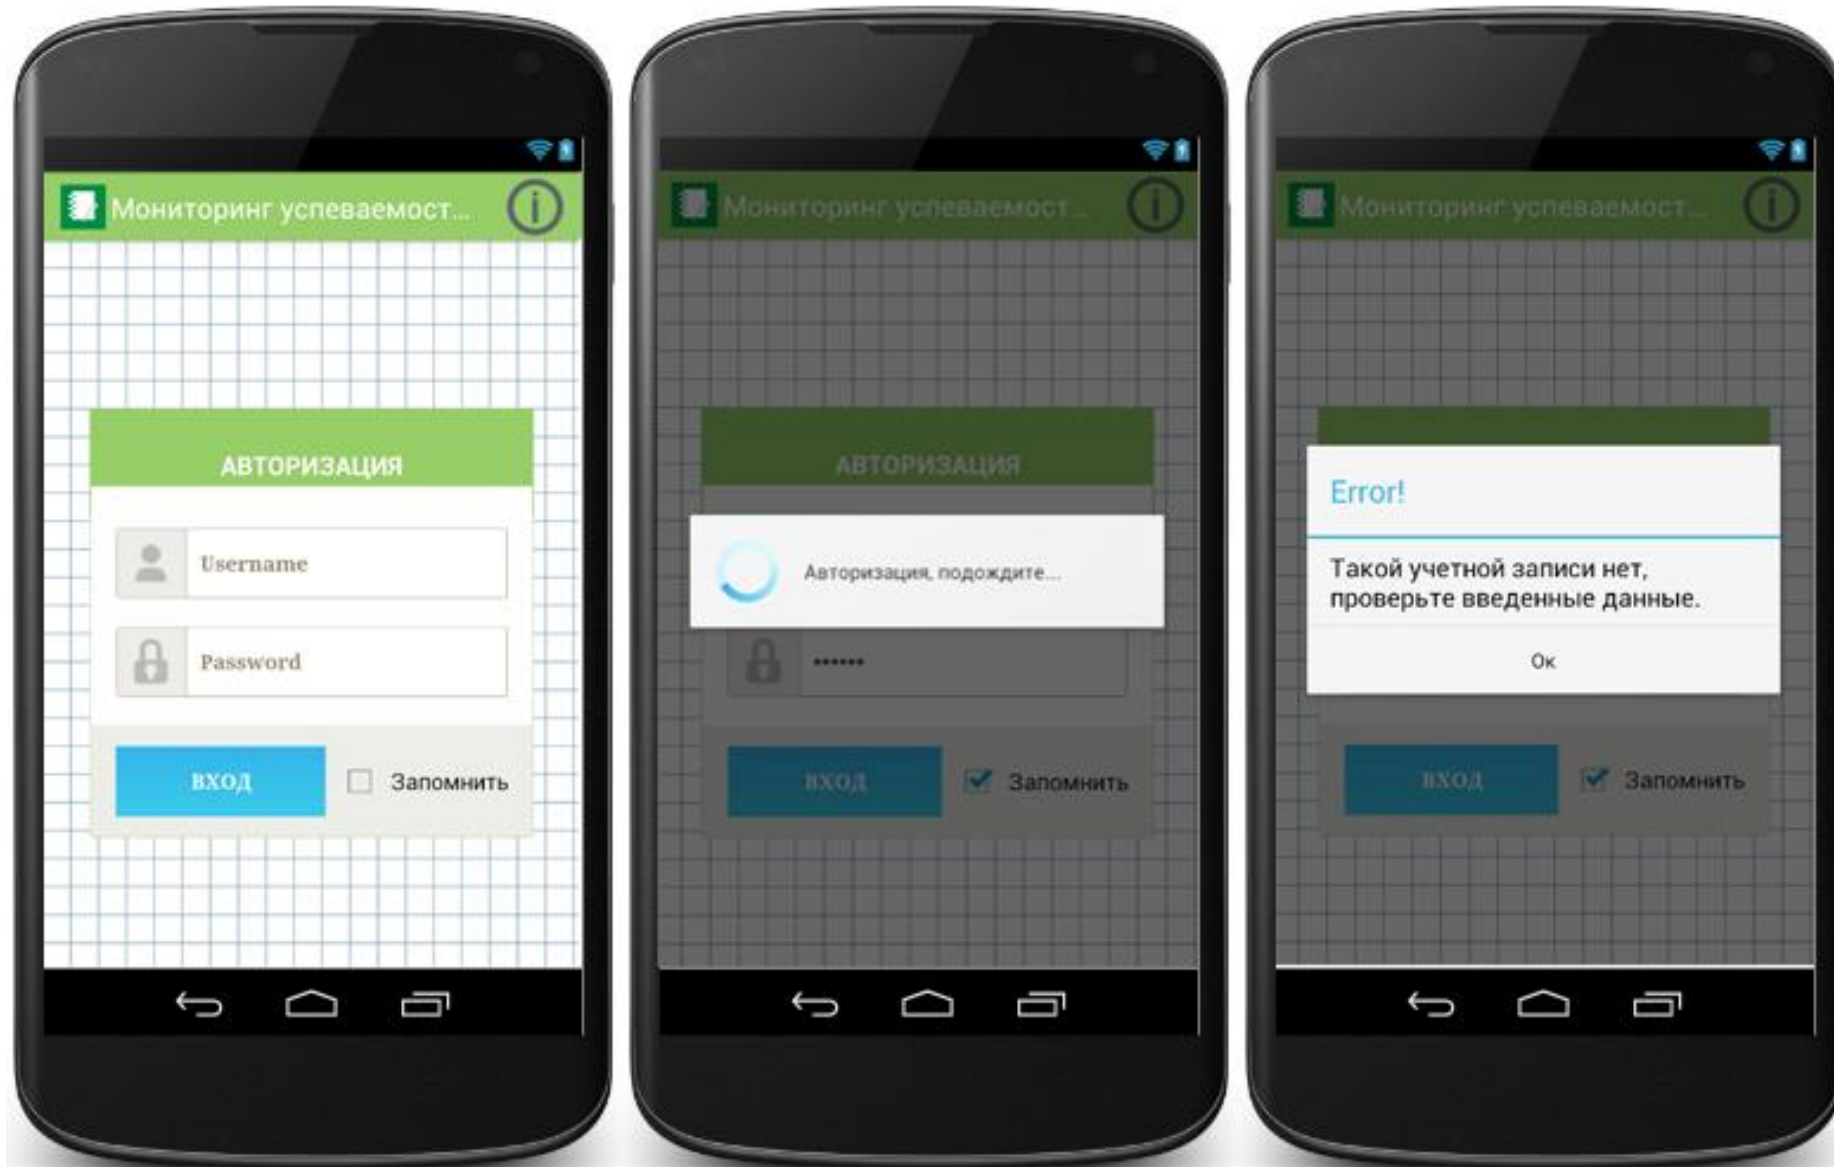 Мониторинг успеваемост...
АВТОРИЗАЦИЯ
Username
Password
ВХОД
Запомнить
Мониторинг успеваемост...
АВТОРИЗАЦИЯ
Авторизация, подождите...
••••••
ВХОД
Запомнить
Мониторинг успеваемост...
Error!
Такой учетной записи нет,
проверьте введенные данные.
Ок
ВХОД
Запомнить